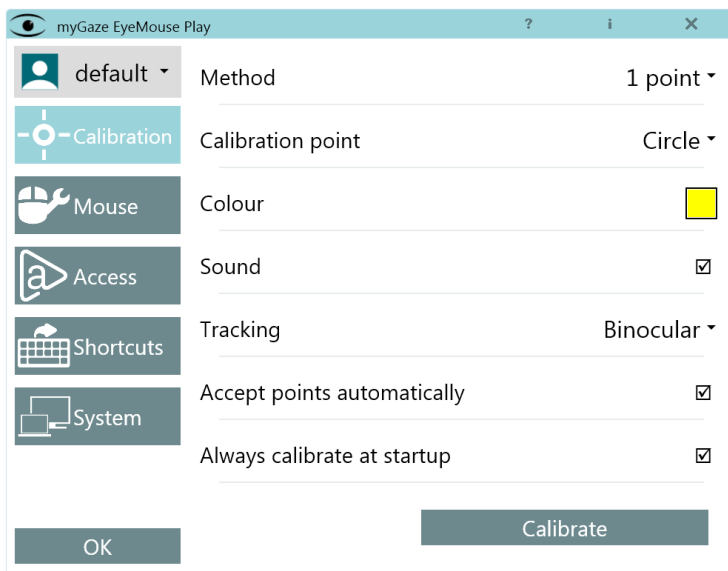 myGaze EyeMouse Play ? i
default
Calibration
Mouse
a
Access
Shortcuts
System
OK
Method 1 point
Calibration point Circle
Colour
Sound
Tracking Binocular
Accept points automatically
Always calibrate at startup
Calibrate